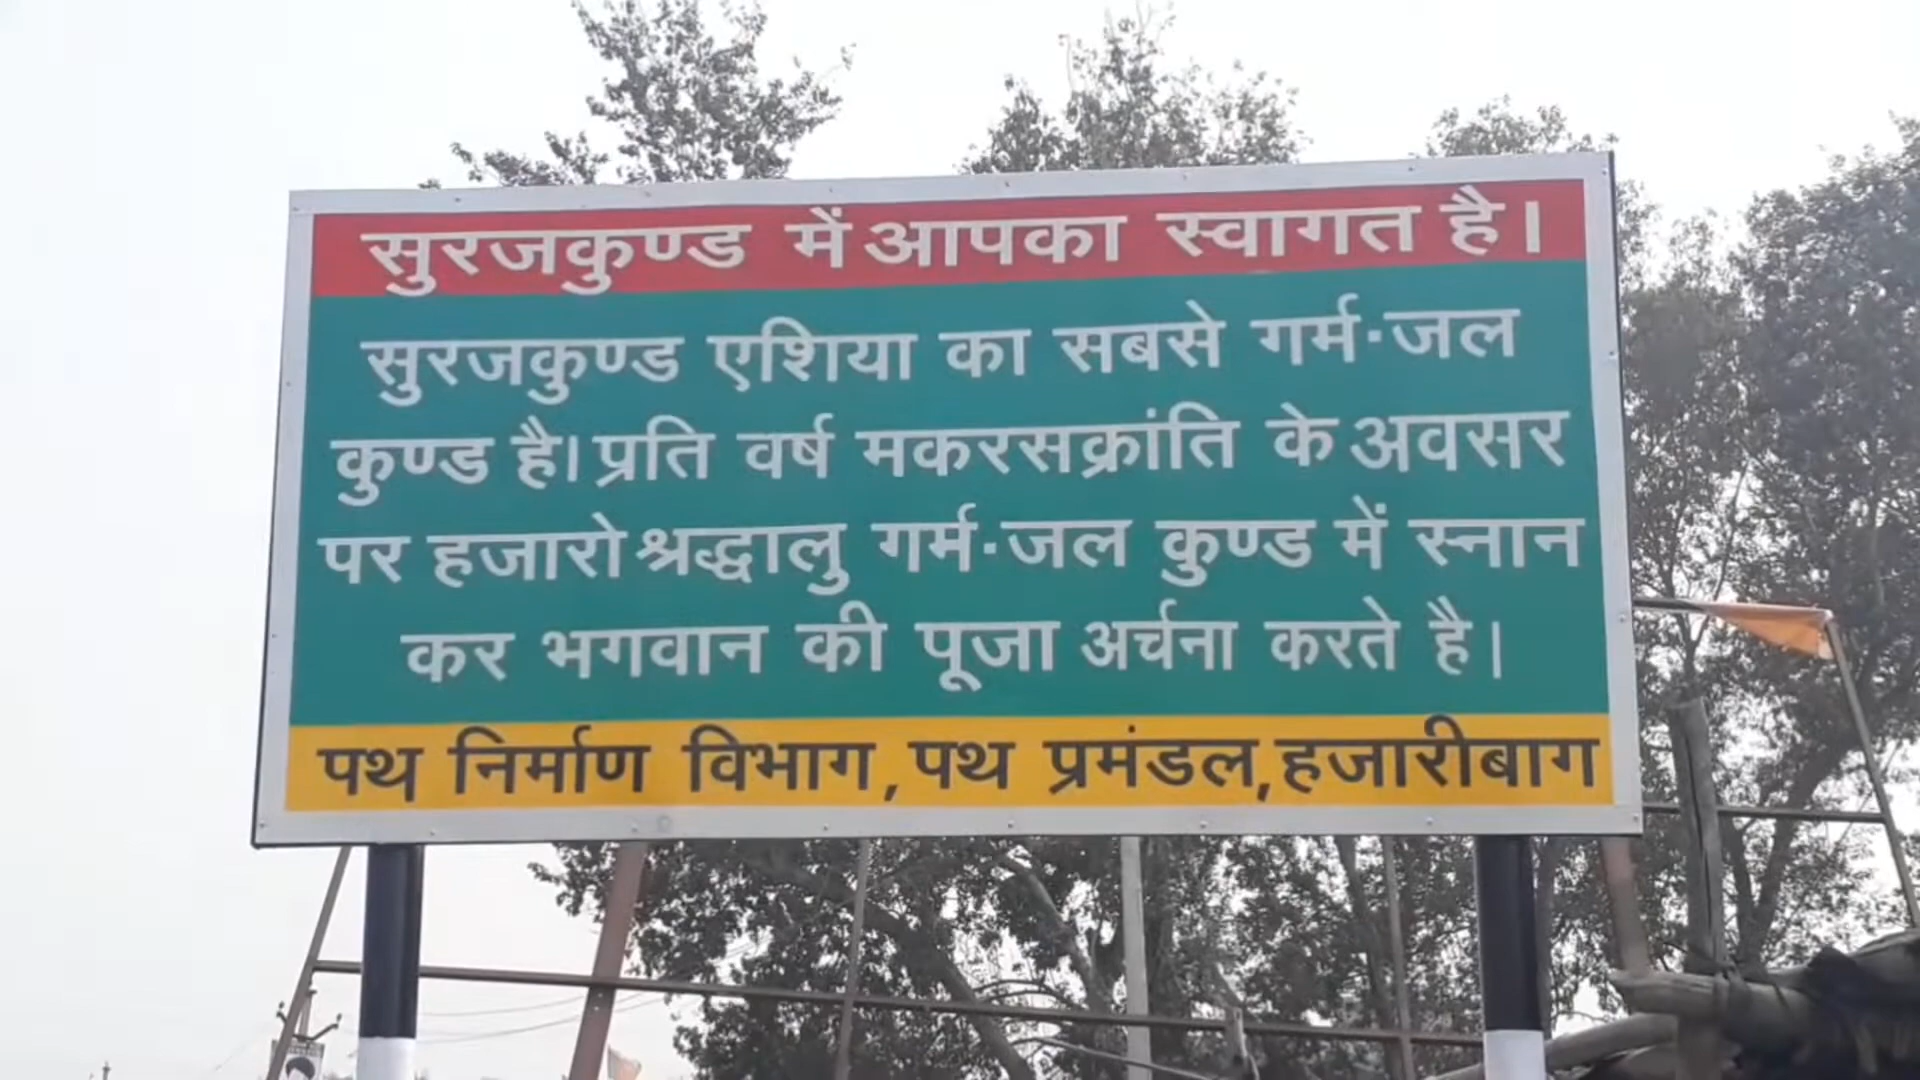 सुरजकुण्ड में आपका स्वागत है।
सुरजकुण्ड एशिया का सबसे गर्म-जल
कुण्ड है। प्रति वर्ष मकरसक्रांति के अवसर
पर हजारो श्रद्धालु गर्म-जल कुण्ड में स्नान
कर भगवान की पूजा अर्चना करते है।
पथ निर्माण विभाग, पथ प्रमंडल, हजारीबाग